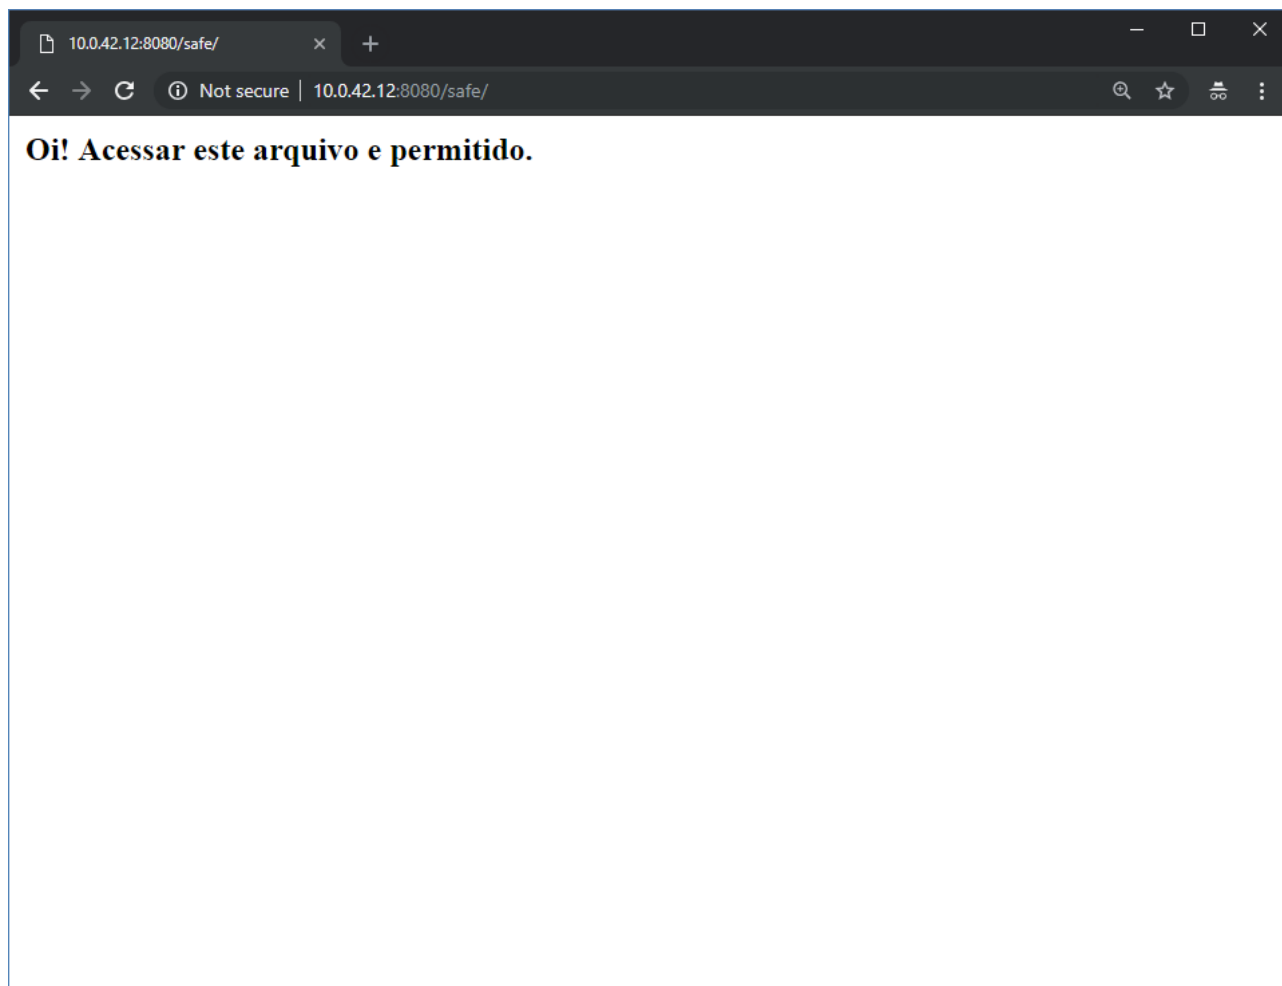 10.0.42.12:8080/safe/
Not secure | 10.0.42.12:8080/safe/
Oi! Acessar este arquivo e permitido.